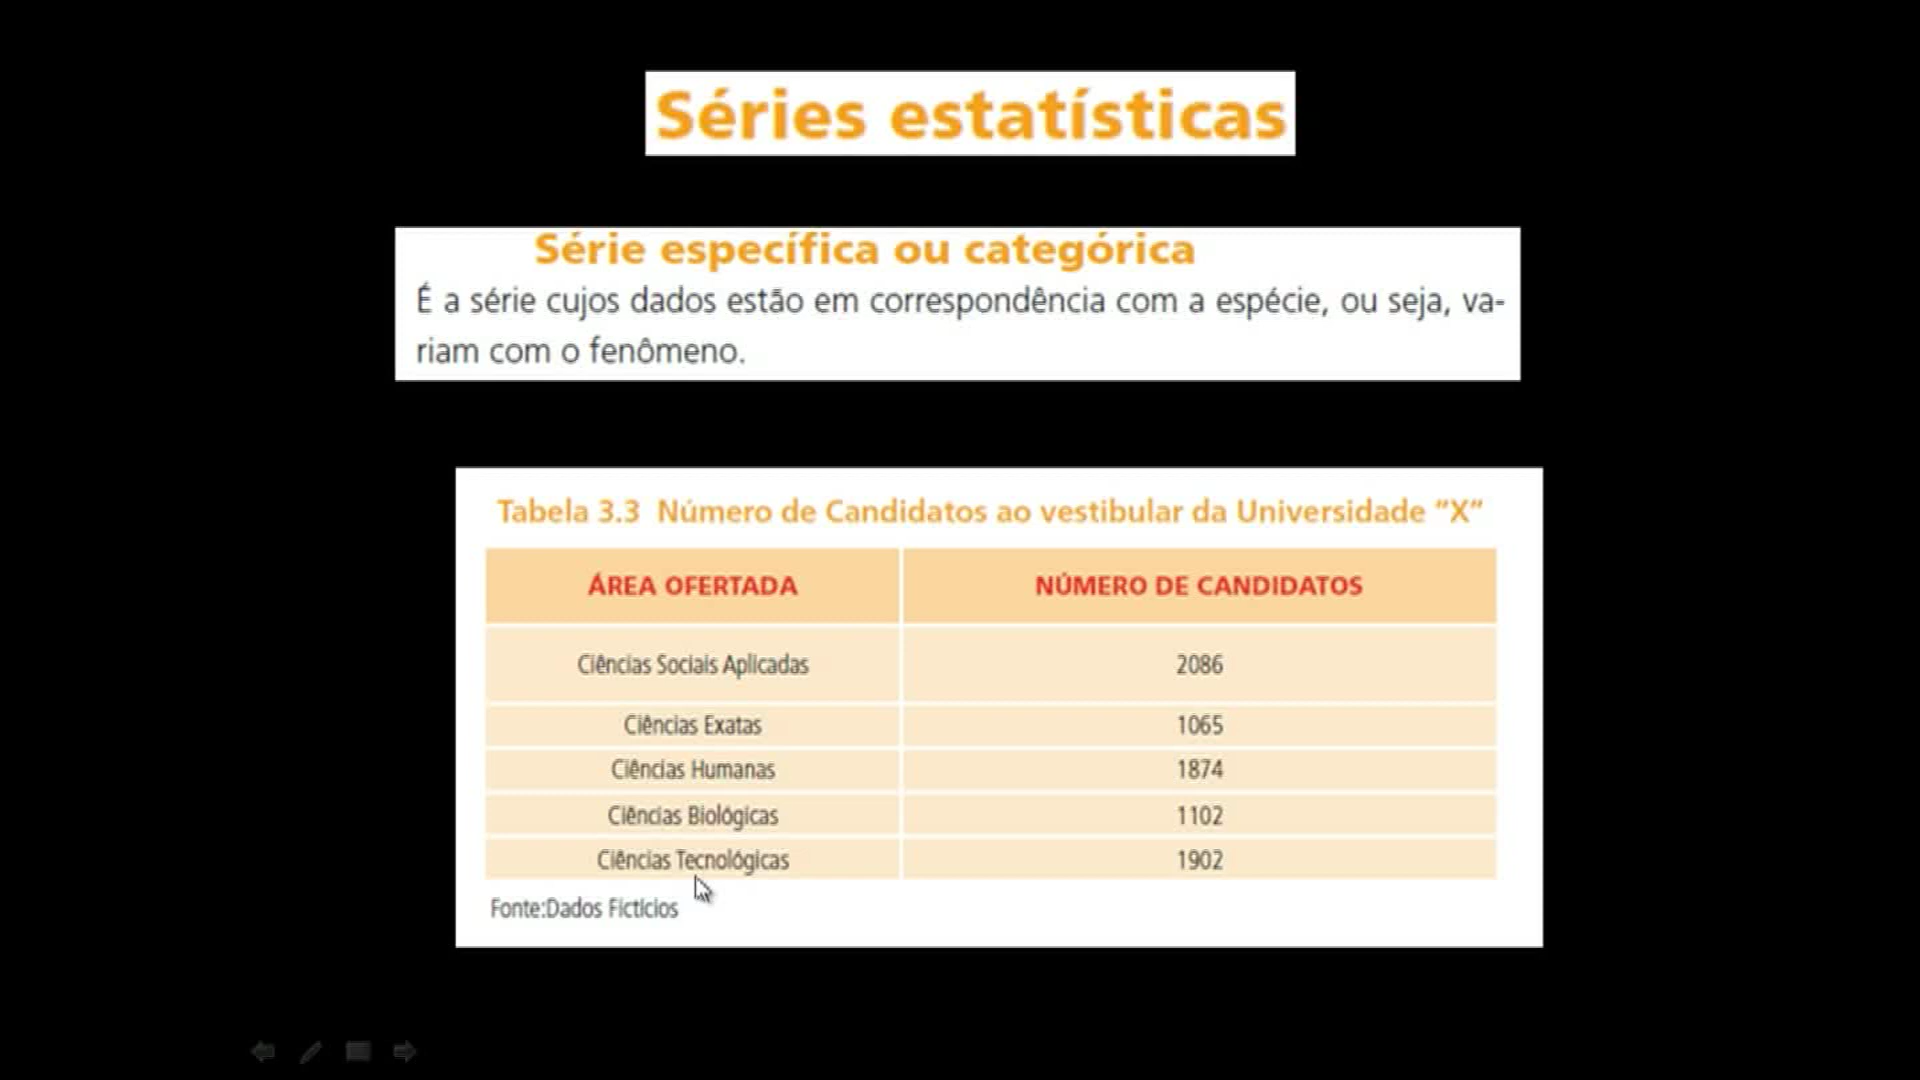 Séries estatísticas
Série específica ou categórica
É a série cujos dados estão em correspondência com a espécie, ou seja, va-
riam com o fenômeno.
Tabela 3.3 Número de Candidatos ao vestibular da Universidade “X”
ÁREA OFERTADA NÚMERO DE CANDIDATOS
Ciências Sociais Aplicadas 2086
Ciências Exatas 1065
Ciências Humanas 1874
Ciências Biológicas 1102
Ciências Tecnológicas 1902
Fonte:Dados Fictícios